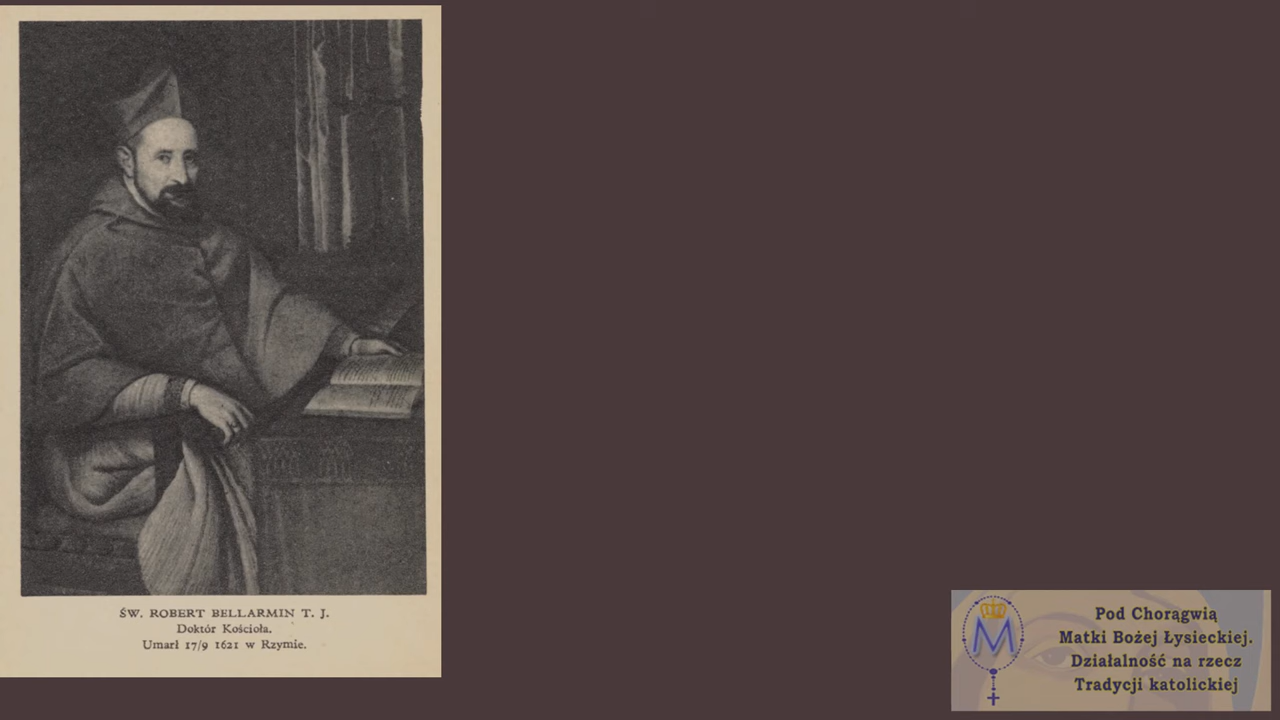 ŚW. ROBERT BELLARMIN T. J.
Doktór Kościoła.
Umarł 17/9 1621 w Rzymie.
Pod Chorągwią
Matki Bożej Łysieckiej.
Działalność na rzecz
Tradycji katolickiej